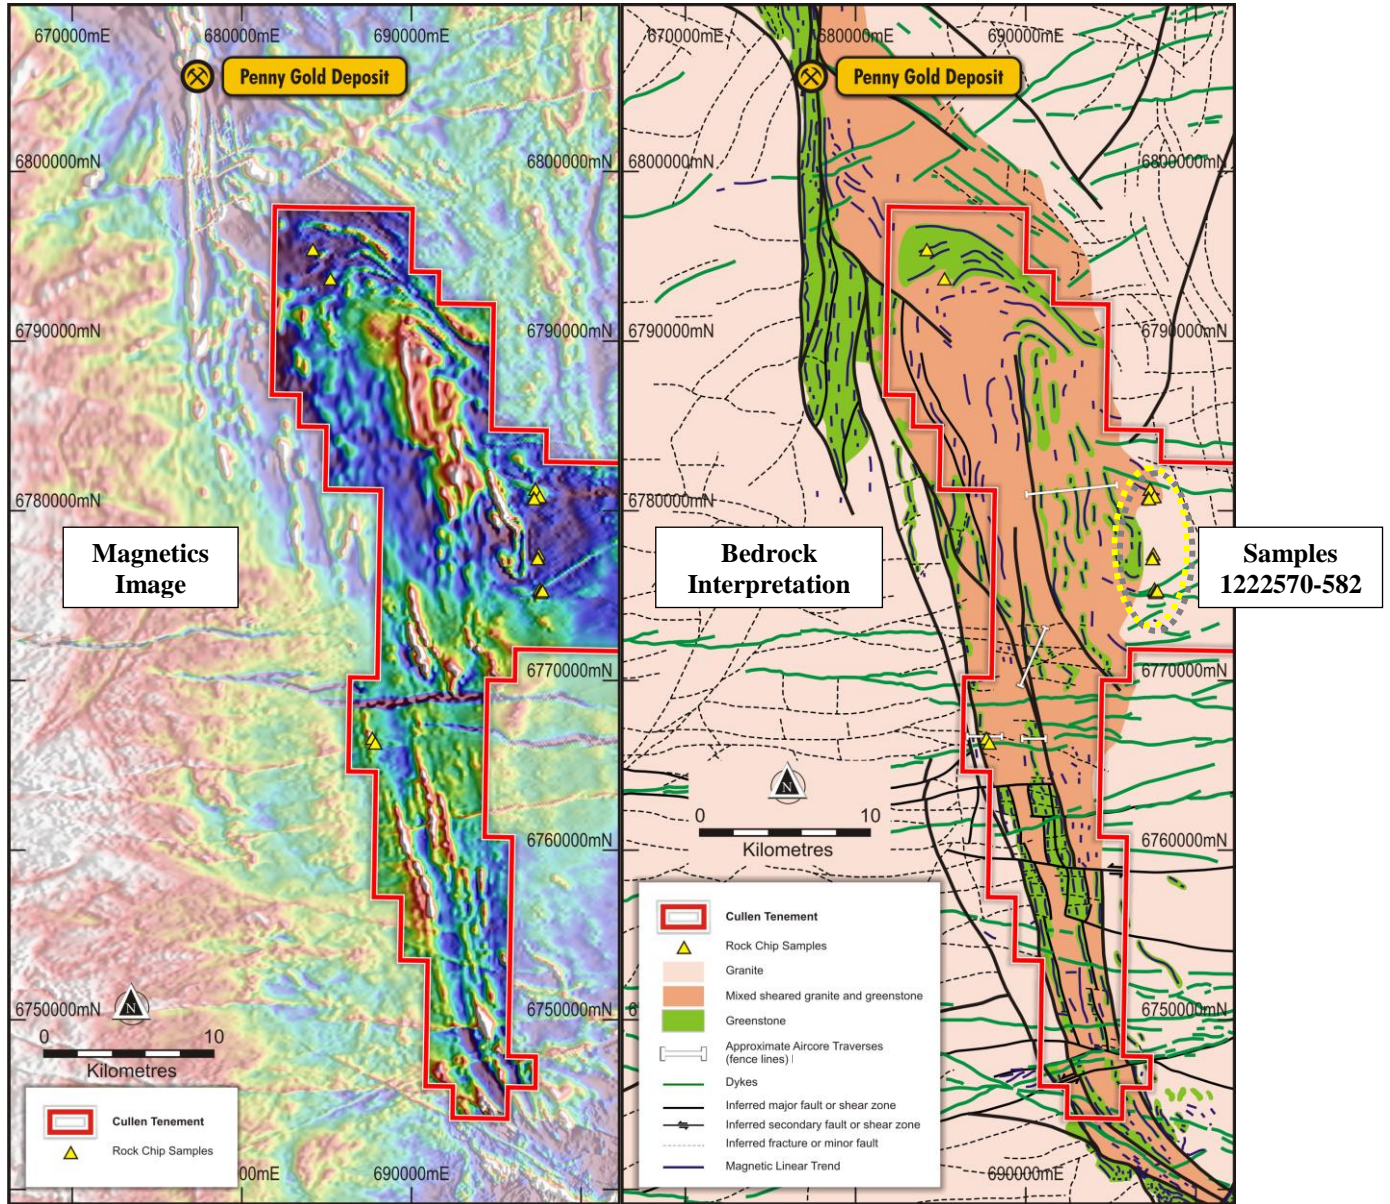 670000mE
680000mE
690000mE
Penny Gold Deposit
6800000mN
6800000mN
6790000mN
6790000mN
6780000mN
Magnetics
Image
6770000mN
6760000mN
6750000mN
N
0 10
Kilometres
Cullen Tenement
Rock Chip Samples
680000mE
690000mE
670000mE
680000mE
690000mE
Penny Gold Deposit
6800000mN
6800000mN
6790000mN
6790000mN
6780000mN
Bedrock
Interpretation
Samples
1222570-582
6770000mN
N
0 10
Kilometres
6760000mN
6750000mN
6
Cullen Tenement
Rock Chip Samples
Granite
Mixed sheared granite and greenstone
Greenstone
Approximate Aircore Traverses
(fence lines)
Dykes
Inferred major fault or shear zone
Inferred secondary fault or shear zone
Inferred fracture or minor fault
Magnetic Linear Trend
690000mE